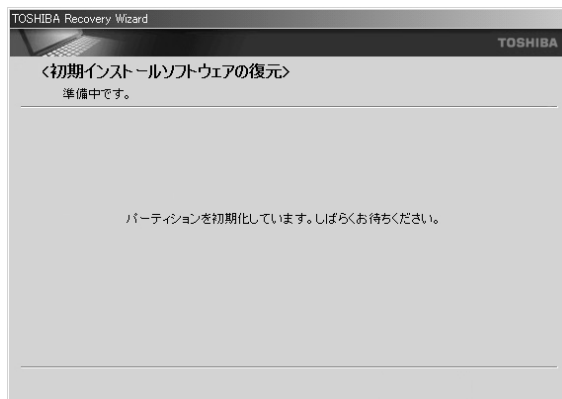 TOSHIBA Recovery Wizard
TOSHIBA
<初期インストールソフトウェアの復元>
準備中です。
パーティションを初期化しています。しばらくお待ちください。